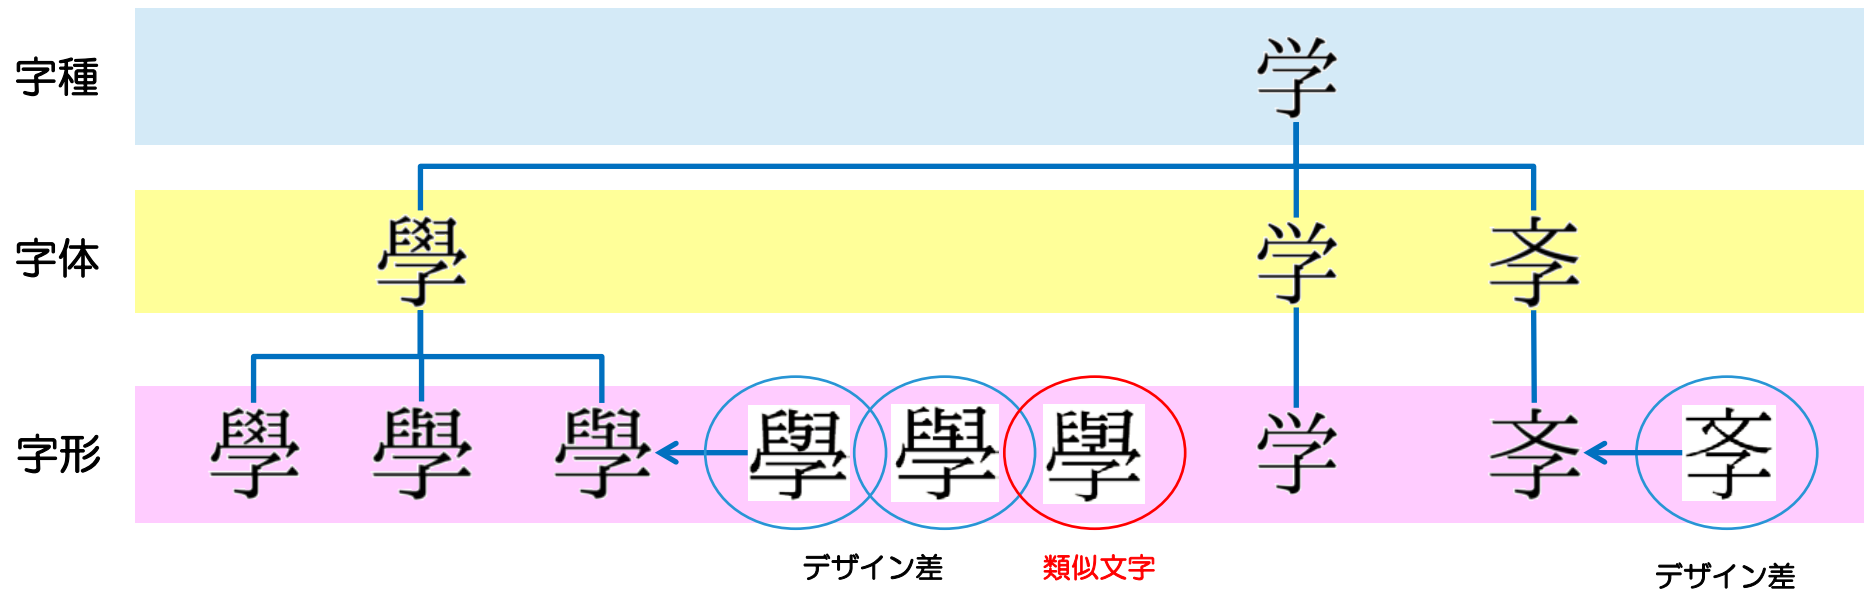 字種 学
字体 學 学 斈
字形 學 學 學 學 學 學 学 斈 斈
デザイン差 類似文字 デザイン差